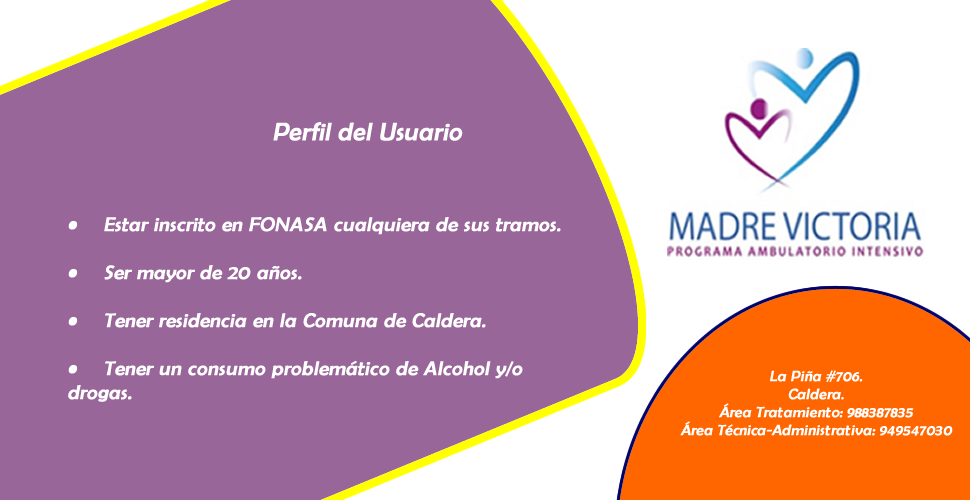 Perfil del Usuario
• Estar inscrito en FONASA cualquiera de sus tramos.
• Ser mayor de 20 años.
• Tener residencia en la Comuna de Caldera.
• Tener un consumo problemático de Alcohol y/o
drogas.
MADRE VICTORIA
PROGRAMA AMBULATORIO INTENSIVO
La Piña #706.
Caldera.
Área Tratamiento: 988387835
Área Técnica-Administrativa: 949547030